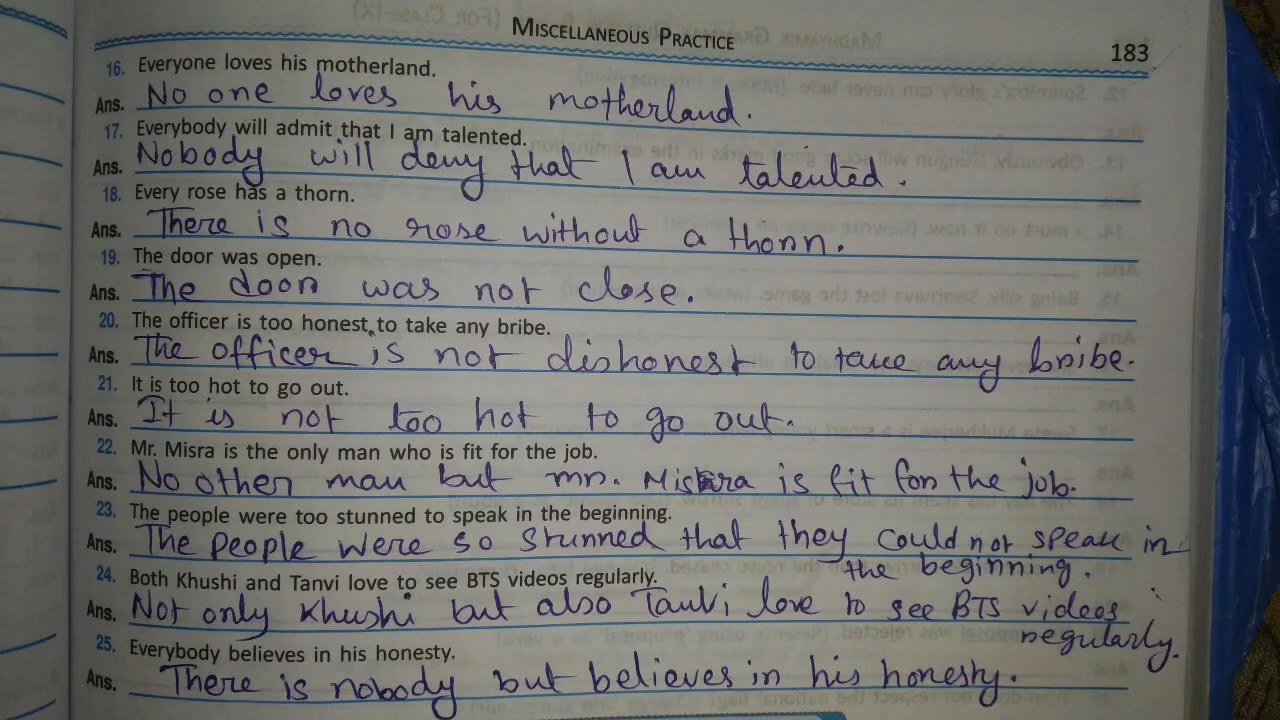 MISCELLANEOUS PRACTICE
183
16. Everyone loves his motherland.
Ans. No one loves his motherland.
17. Everybody will admit that I am talented.
Ans. Nobody will deny that I am talented.
18. Every rose has a thorn.
Ans. There is no rose without a thorn.
19. The door was open.
Ans. The door was not close.
20. The officer is too honest to take any bribe.
Ans. The officer is not dishonest to take any bribe.
21. It is too hot to go out.
Ans. It is not too hot to go out.
22. Mr. Misra is the only man who is fit for the job.
Ans. No other man but mr. Misra is fit for the job.
23. The people were too stunned to speak in the beginning.
Ans. The people were so stunned that they could not speak in
the beginning.
24. Both Khushi and Tanvi love to see BTS videos regularly.
Ans. Not only Khushi but also Tanvi love to see BTS videos
regularly.
25. Everybody believes in his honesty.
Ans. There is nobody but believes in his honesty.